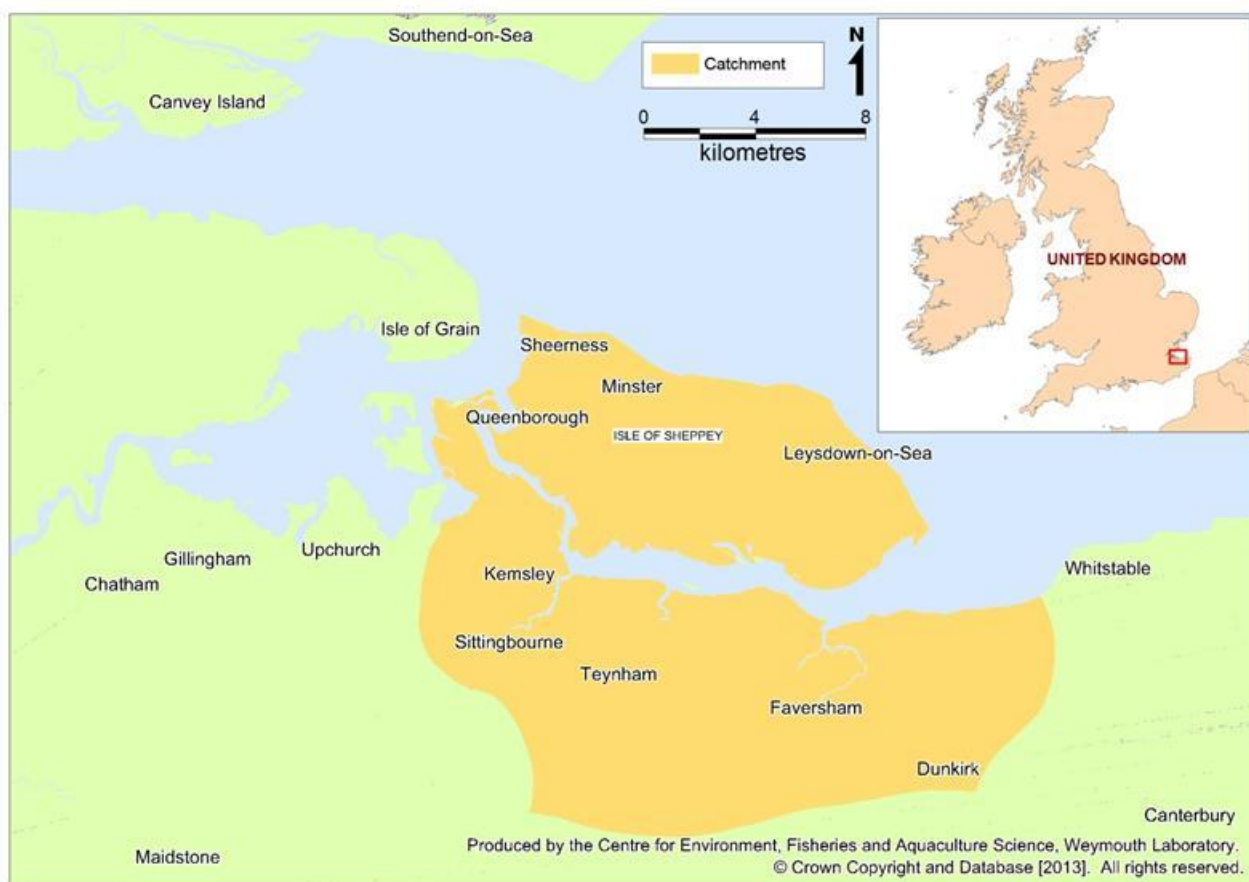 Southend-on-Sea
Canvey Island
Catchment
N
0 4 8
kilometres
UNITED KINGDOM
Isle of Grain
Sheerness
Minster
Queenborough
ISLE OF SHEPPEY
Leysdown-on-Sea
Upchurch
Gillingham
Chatham
Kemsley
Whitstable
Sittingbourne
Teynham
Faversham
Dunkirk
Canterbury
Maidstone
Produced by the Centre for Environment, Fisheries and Aquaculture Science, Weymouth Laboratory.
© Crown Copyright and Database [2013]. All rights reserved.